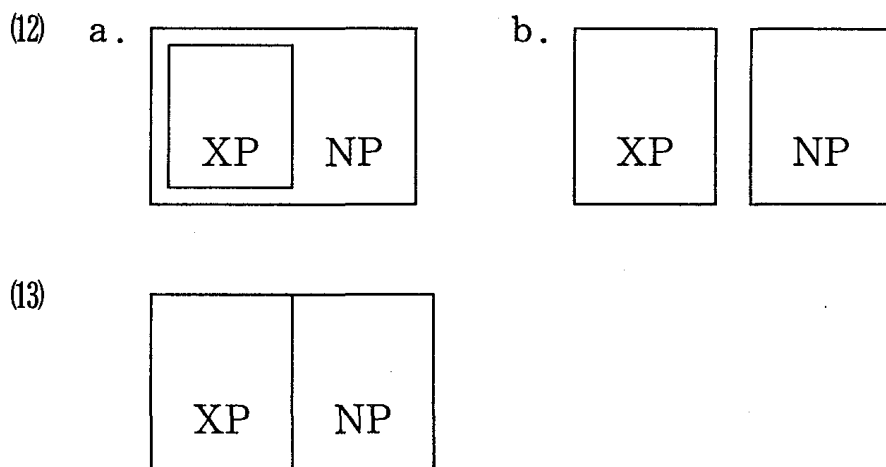 (12) a. b.
XP NP XP NP
(13)
XP NP